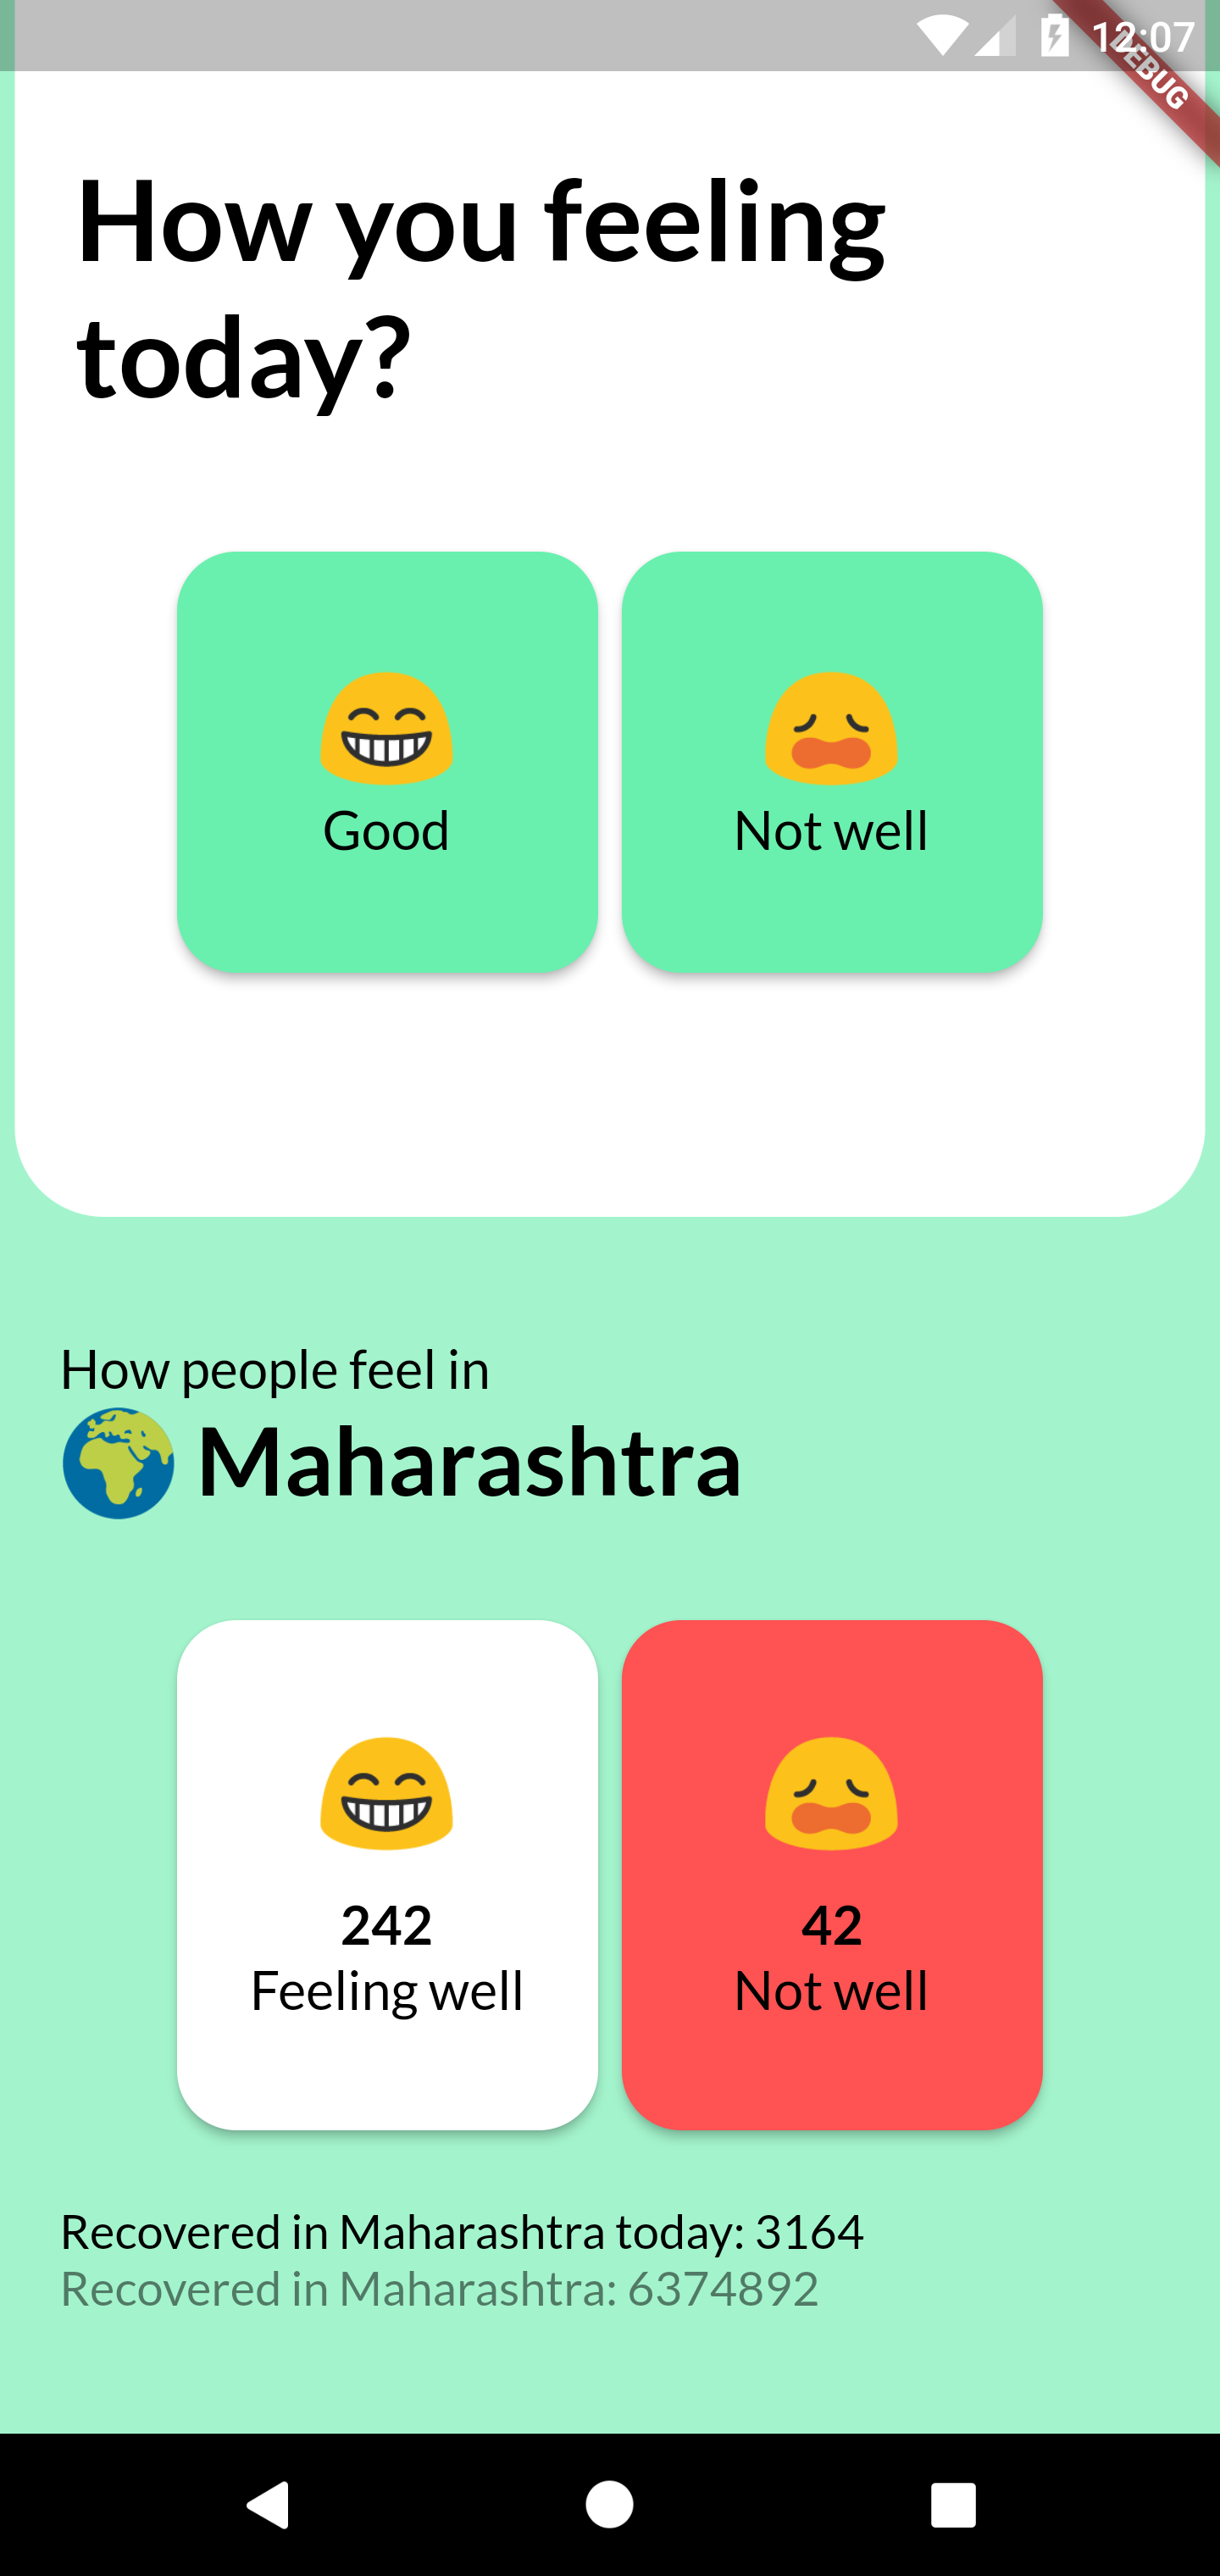 12:07
DEBUG
How you feeling
today?
Good
Not well
How people feel in
Maharashtra
242
Feeling well
42
Not well
Recovered in Maharashtra today: 3164
Recovered in Maharashtra: 6374892